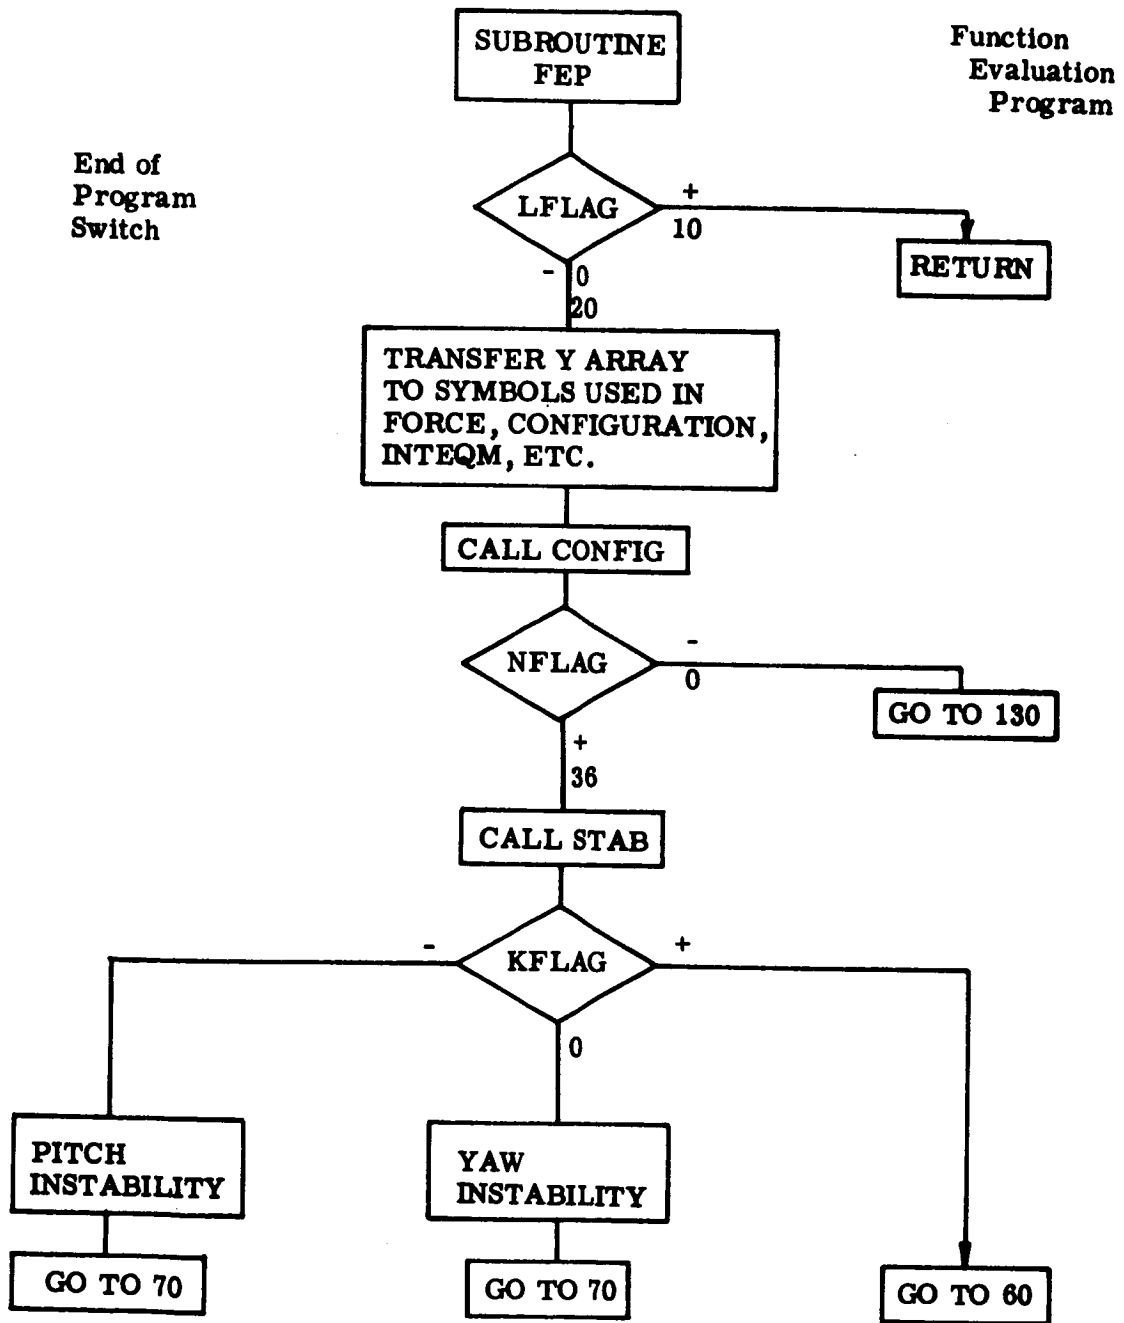 SUBROUTINE
FEP
Function
Evaluation
Program
End of
Program
Switch
LFLAG
+
10
RETURN
- 0
20
TRANSFER Y ARRAY
TO SYMBOLS USED IN
FORCE, CONFIGURATION,
INTEQM, ETC.
CALL CONFIG
NFLAG
-
0
GO TO 130
+
36
CALL STAB
-
KFLAG
+
0
PITCH
INSTABILITY
YAW
INSTABILITY
GO TO 70
GO TO 70
GO TO 60